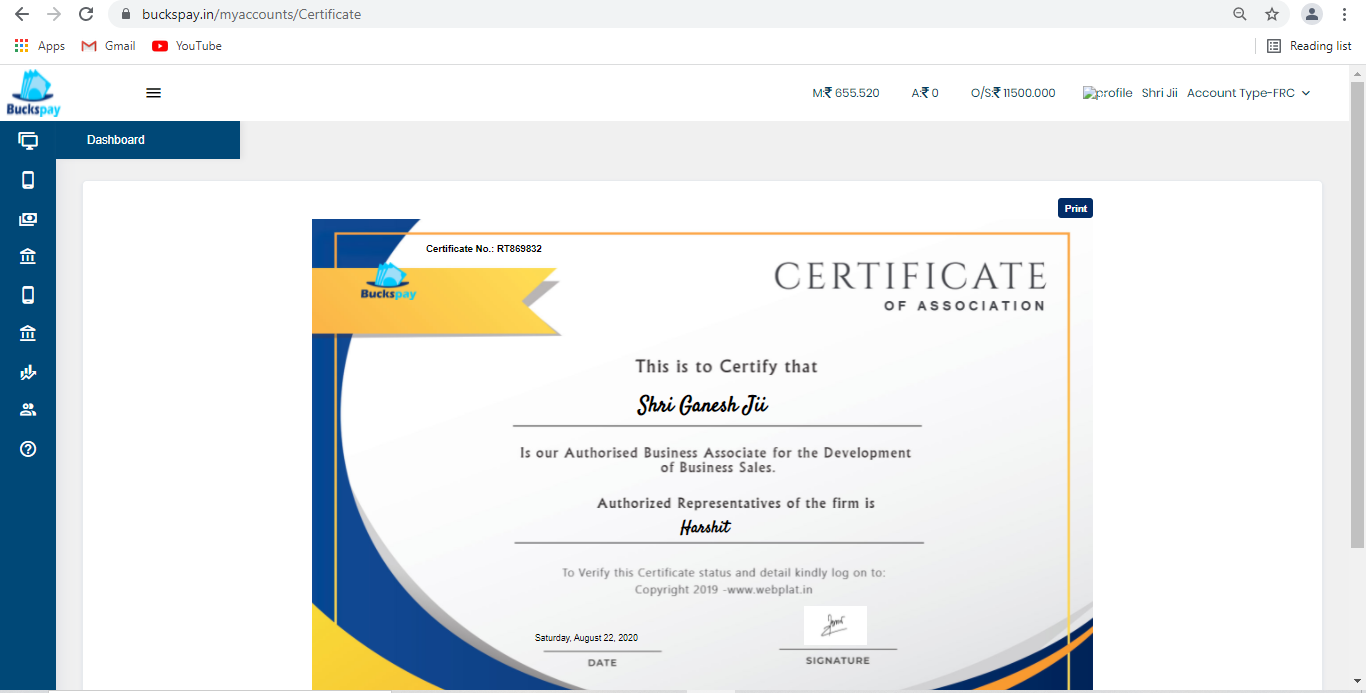 buckspay.in/myaccounts/Certificate
Apps Gmail YouTube Reading list
Buckspay
M:₹ 655.520 A:₹ 0 O/S:₹ 11500.000 profile Shri Jii Account Type-FRC
Dashboard
Print
Certificate No.: RT869832
Buckspay
CERTIFICATE
OF ASSOCIATION
This is to Certify that
Shri Ganesh Jii
Is our Authorised Business Associate for the Development
of Business Sales.
Authorized Representatives of the firm is
Harshit
To Verify this Certificate status and detail kindly log on to:
Copyright 2019 -www.webplat.in
Saturday, August 22, 2020
DATE
SIGNATURE